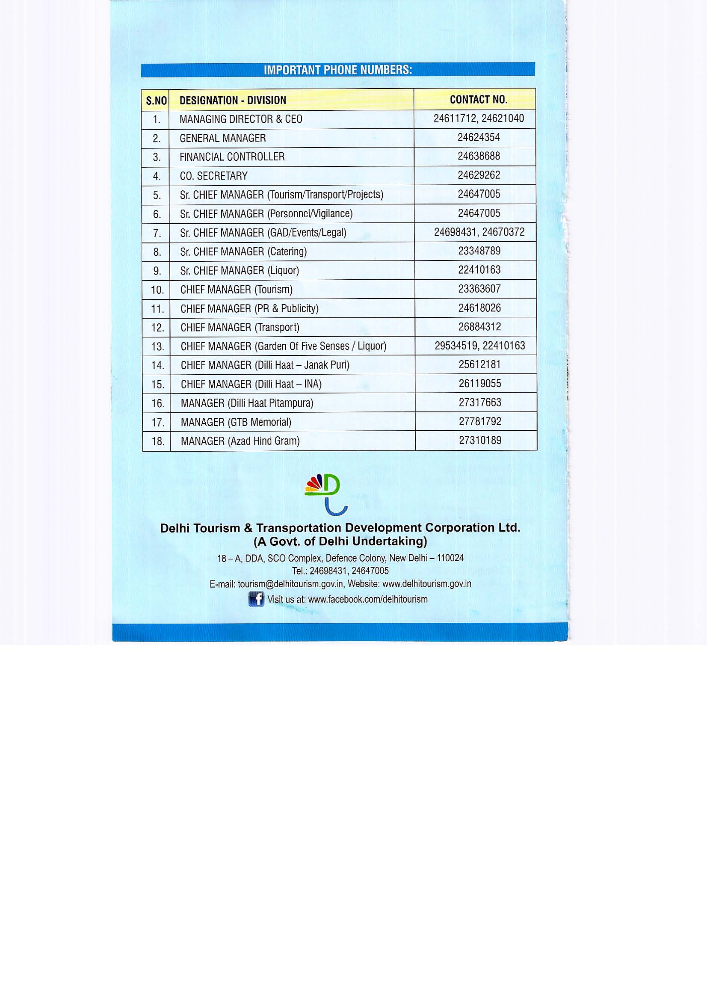 IMPORTANT PHONE NUMBERS:
S.NO DESIGNATION - DIVISION CONTACT NO.
1. MANAGING DIRECTOR & CEO 24611712, 24621040
2. GENERAL MANAGER 24624354
3. FINANCIAL CONTROLLER 24638688
4. CO. SECRETARY 24629262
5. Sr. CHIEF MANAGER (Tourism/Transport/Projects) 24647005
6. Sr. CHIEF MANAGER (Personnel/Vigilance) 24647005
7. Sr. CHIEF MANAGER (GAD/Events/Legal) 24698431, 24670372
8. Sr. CHIEF MANAGER (Catering) 23348789
9. Sr. CHIEF MANAGER (Liquor) 22410163
10. CHIEF MANAGER (Tourism) 23363607
11. CHIEF MANAGER (PR & Publicity) 24618026
12. CHIEF MANAGER (Transport) 26884312
13. CHIEF MANAGER (Garden Of Five Senses / Liquor) 29534519, 22410163
14. CHIEF MANAGER (Dilli Haat – Janak Puri) 25612181
15. CHIEF MANAGER (Dilli Haat – INA) 26119055
16. MANAGER (Dilli Haat Pitampura) 27317663
17. MANAGER (GTB Memorial) 27781792
18. MANAGER (Azad Hind Gram) 27310189
Delhi Tourism & Transportation Development Corporation Ltd.
(A Govt. of Delhi Undertaking)
18 – A, DDA, SCO Complex, Defence Colony, New Delhi – 110024
Tel.: 24698431, 24647005
E-mail: tourism@delhitourism.gov.in, Website: www.delhitourism.gov.in
f Visit us at: www.facebook.com/delhitourism